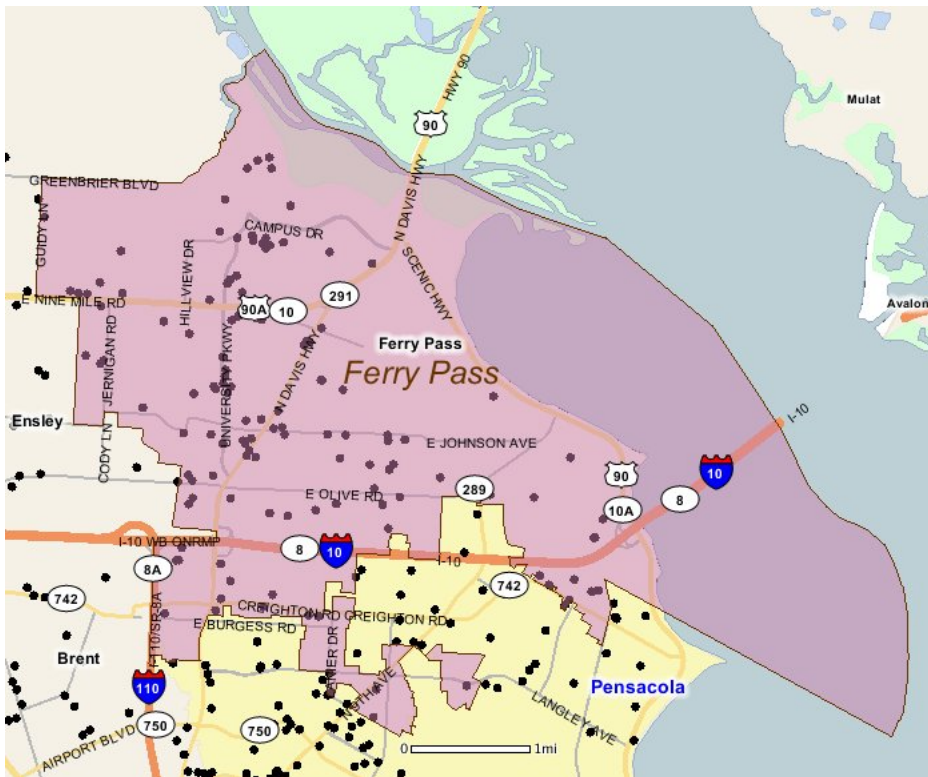 HWY 90
90
Mulat
GREENBRIER BLVD
N DAVIS HWY
GUIDY LN
CAMPUS DR
HILLVIEW DR
SCENIC HWY
E NINE MILE RD
90A
10
291
Avalon
JERNIGAN RD
UNIVERSITY PKWY
N DAVIS HWY
Ferry Pass
Ferry Pass
Ensley
I-10
CODY LN
E JOHNSON AVE
90
10
E OLIVE RD
289
8
10A
I-10 WB ONRMP
8
10
I-10
8A
742
742
I-110/SR-8A
CREIGHTON RD
CREIGHTON RD
E BURGESS RD
Brent
110
Pensacola
LANGLEY AVE
750
750
AIRPORT BLVD
0
1mi